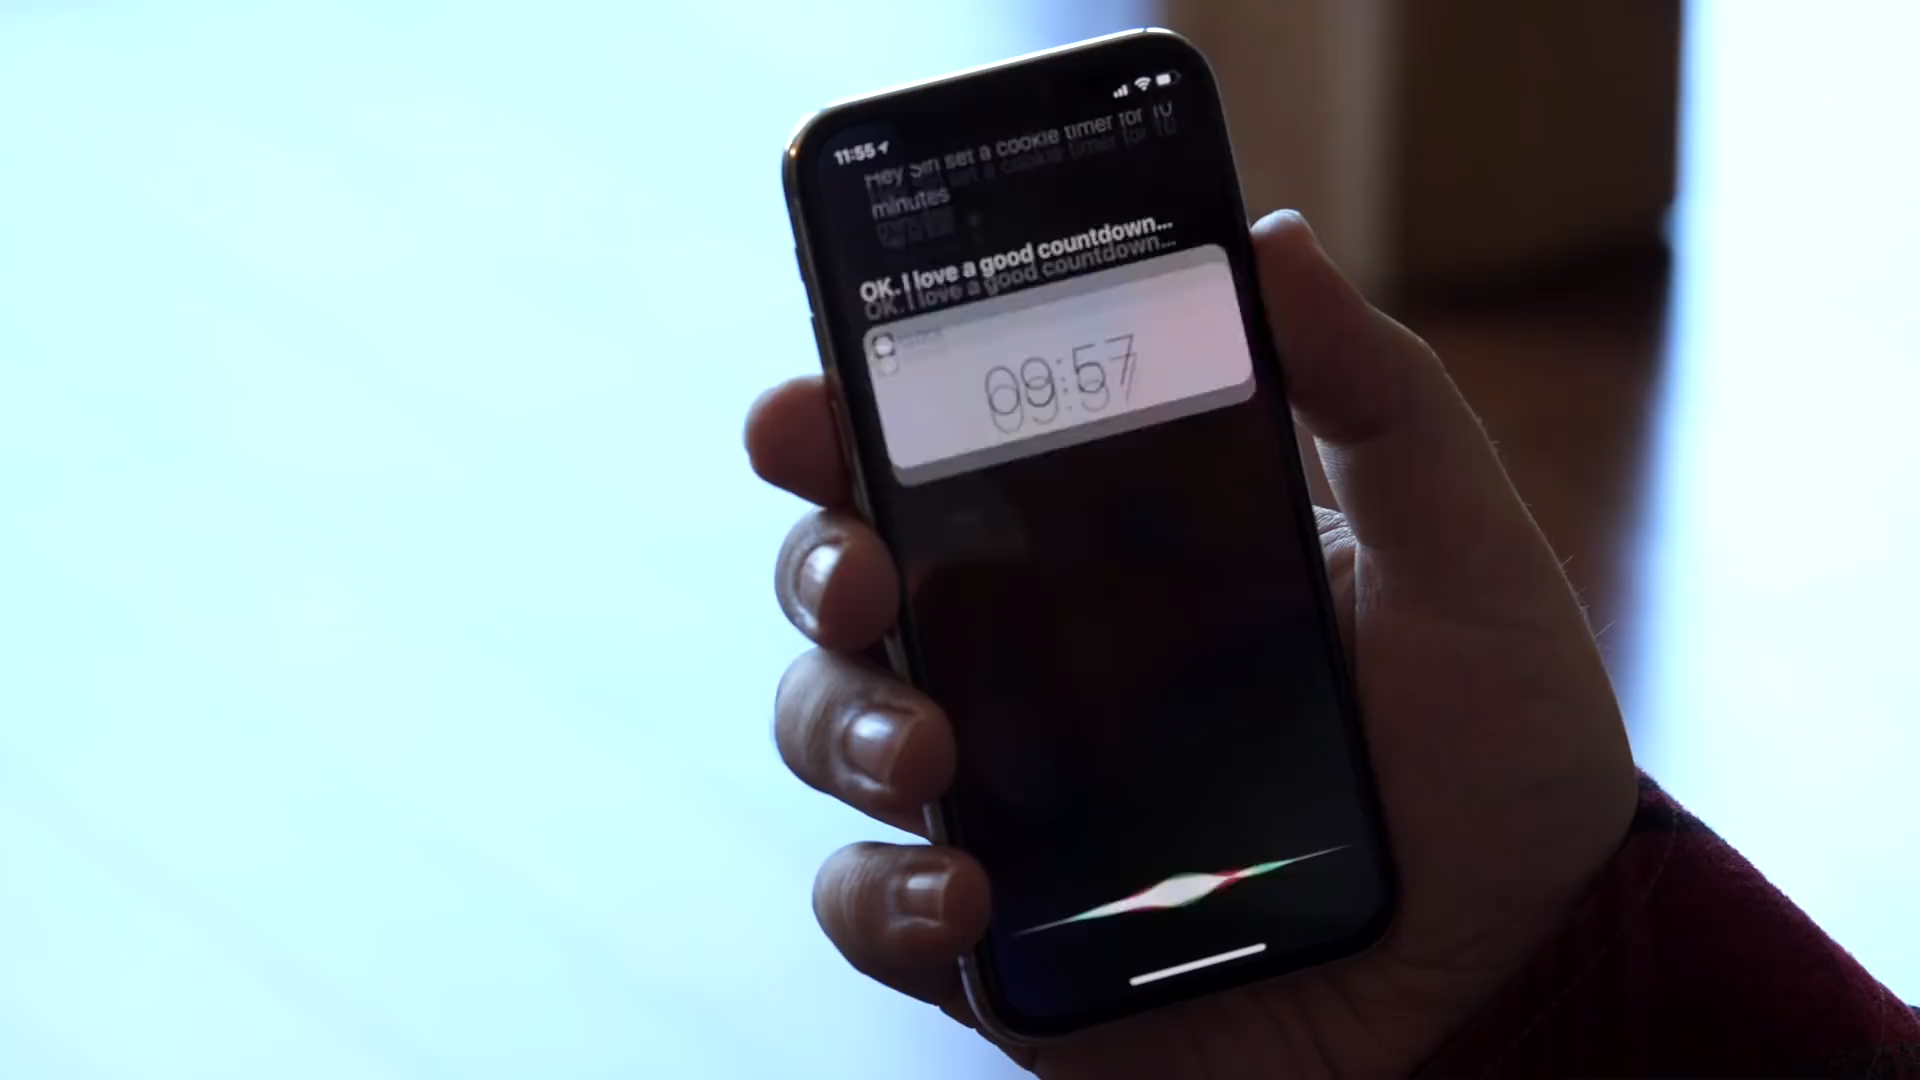 11:55
Hey Siri set a cookie timer for 10
minutes
OK. I love a good countdown...
09:57